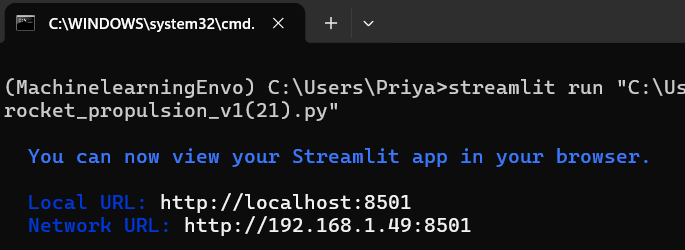 C:\WINDOWS\system32\cmd.
(MachinelearningEnvo) C:\Users\Priya>streamlit run "C:\Us
rocket_propulsion_v1(21).py"
You can now view your Streamlit app in your browser.
Local URL: http://localhost:8501
Network URL: http://192.168.1.49:8501